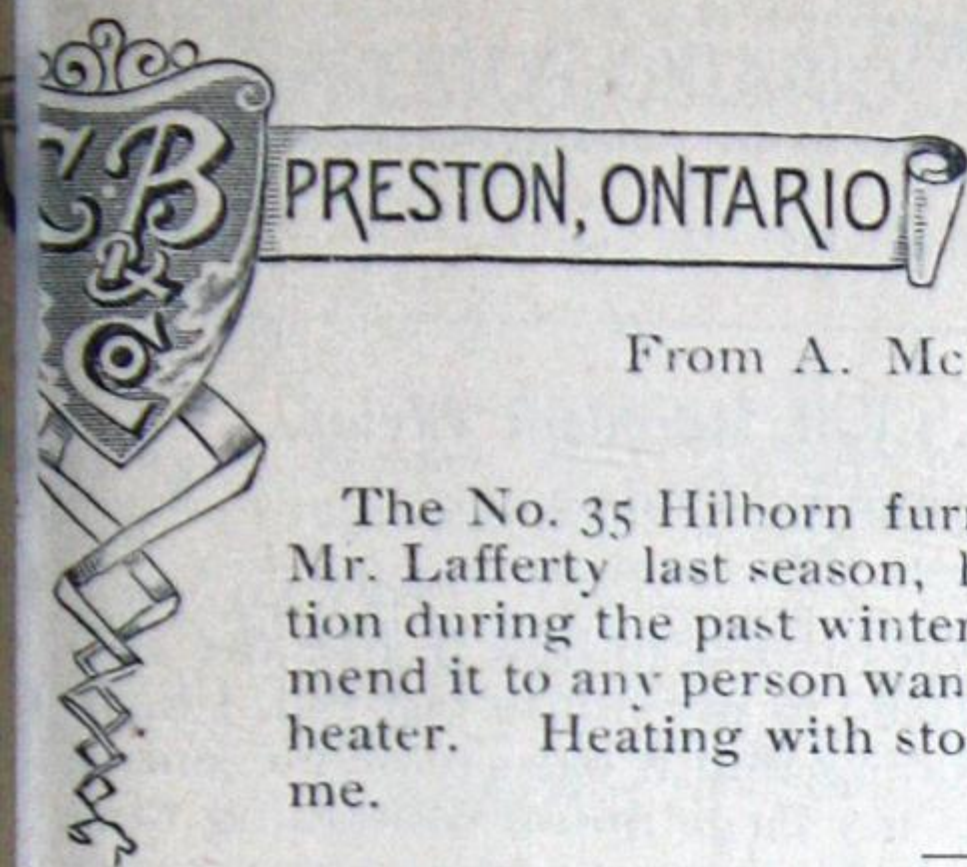 C B
& 
Co
PRESTON, ONTARIO
From A. Mc
The No. 35 Hilborn fur
Mr. Lafferty last season,
tion during the past winter
mend it to any person wan
heater. Heating with sto
me.